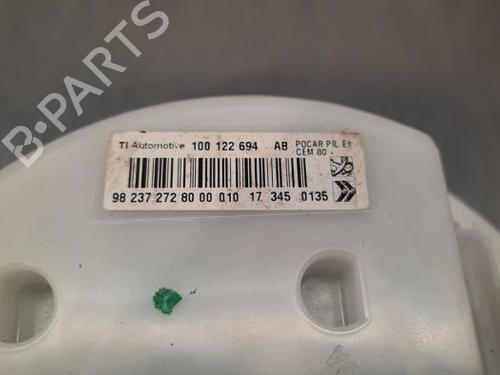 B-PARTS
TI Automotive 100 122 694 AB POCAR PIL E+
CEM 80 -
98 237 272 80 00 010 17 345 0135